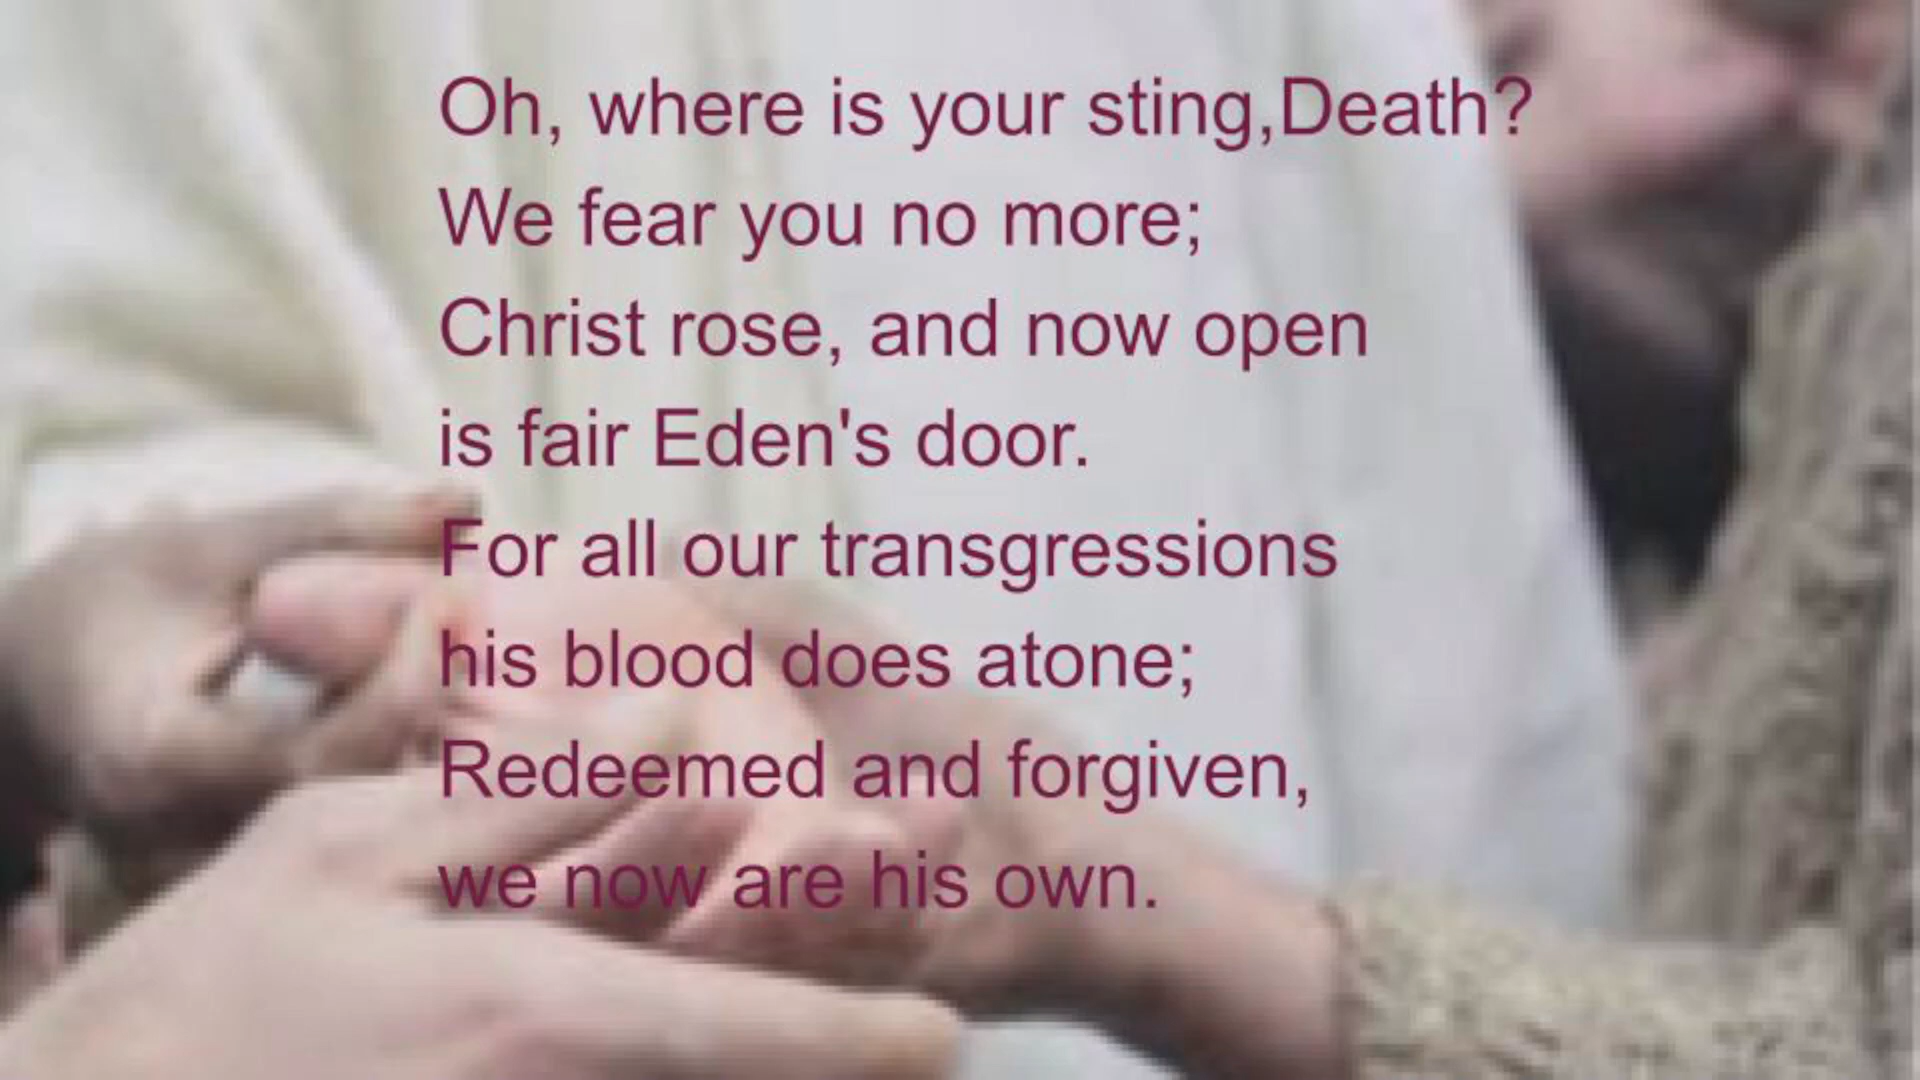 Oh, where is your sting,Death?
We fear you no more;
Christ rose, and now open
is fair Eden's door.
For all our transgressions
his blood does atone;
Redeemed and forgiven,
we now are his own.